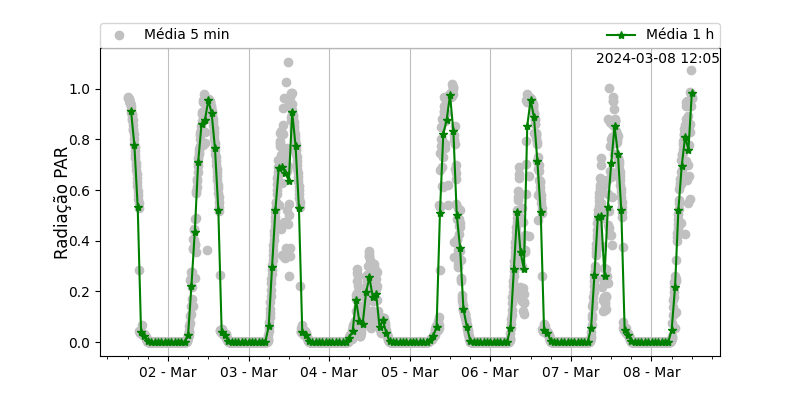 Média 5 min
Média 1 h
2024-03-08 12:05
Radiação PAR
1.0
0.8
0.6
0.4
0.2
0.0
02 - Mar
03 - Mar
04 - Mar
05 - Mar
06 - Mar
07 - Mar
08 - Mar